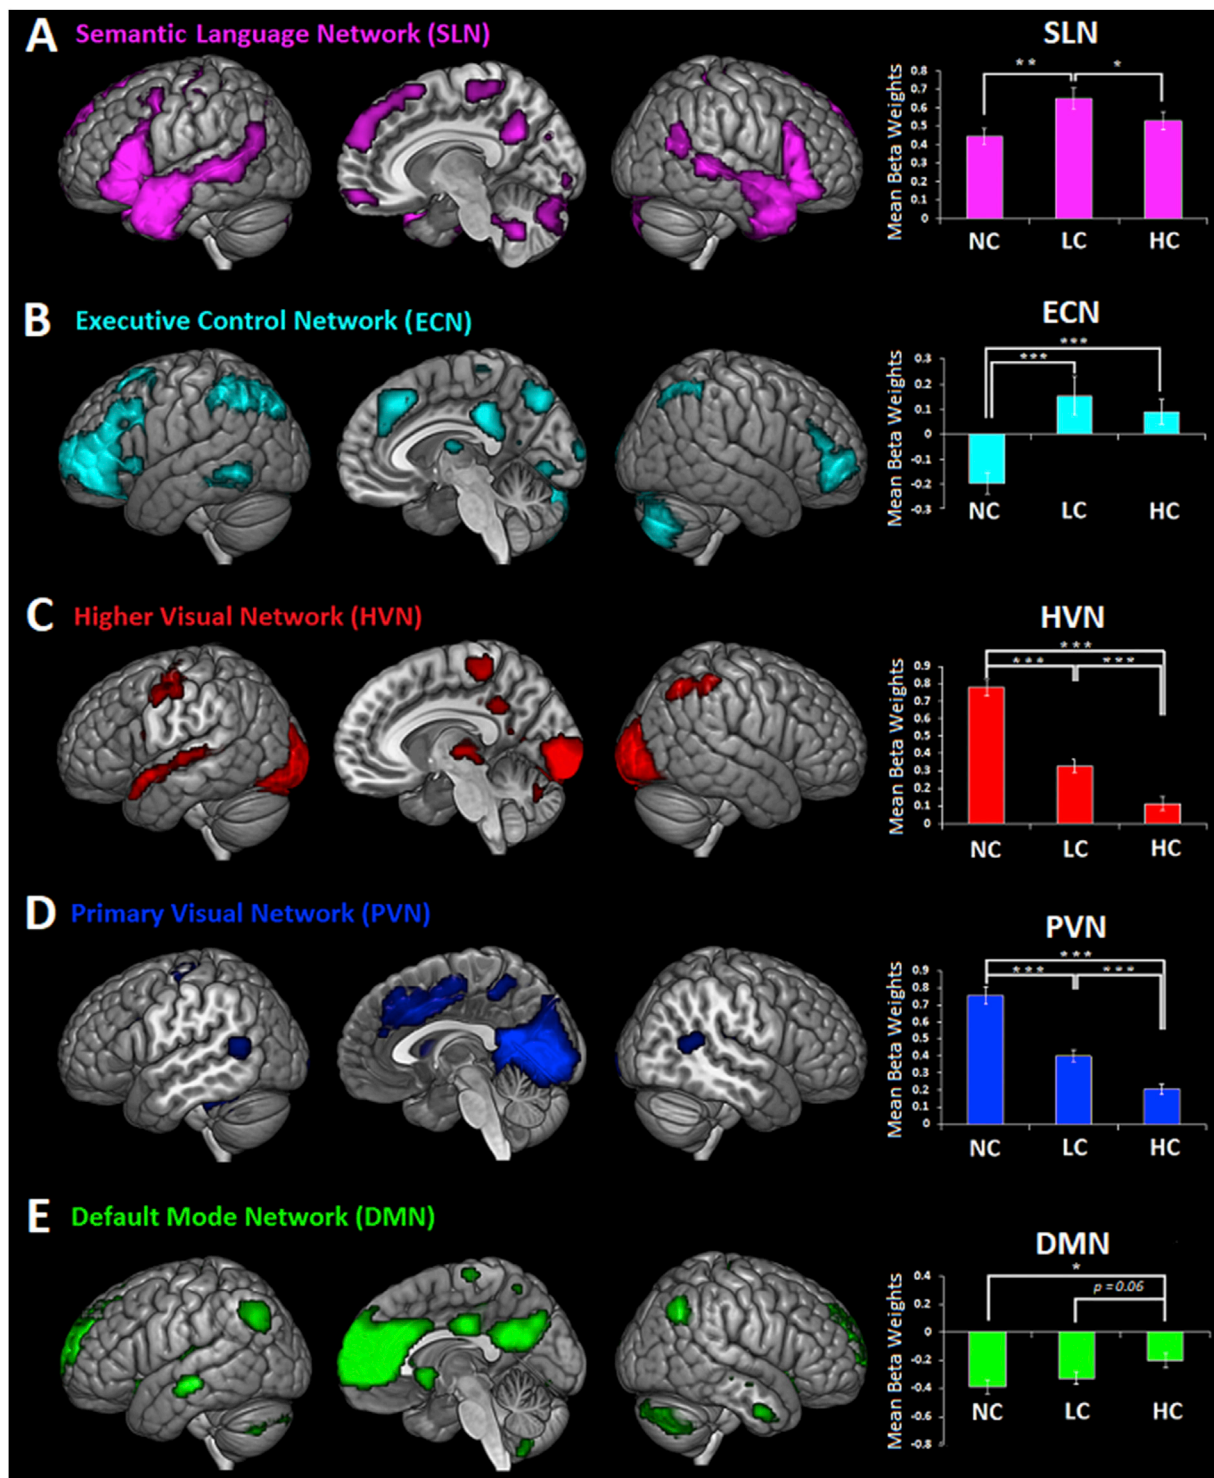 A Semantic Language Network (SLN)
SLN
Mean Beta Weights
0.8
0.7
0.6
0.5
0.4
0.3
0.2
0.1
0
** *
NC LC HC
B Executive Control Network (ECN)
ECN
Mean Beta Weights
0.3
0.2
0.1
0
-0.1
-0.2
-0.3
***
***
NC LC HC
C Higher Visual Network (HVN)
HVN
Mean Beta Weights
0.9
0.8
0.7
0.6
0.5
0.4
0.3
0.2
0.1
0
***
*** ***
NC LC HC
D Primary Visual Network (PVN)
PVN
Mean Beta Weights
0.9
0.8
0.7
0.6
0.5
0.4
0.3
0.2
0.1
0
***
*** ***
NC LC HC
E Default Mode Network (DMN)
DMN
Mean Beta Weights
0.4
0.2
0
-0.2
-0.4
-0.6
-0.8
*
p = 0.06
NC LC HC